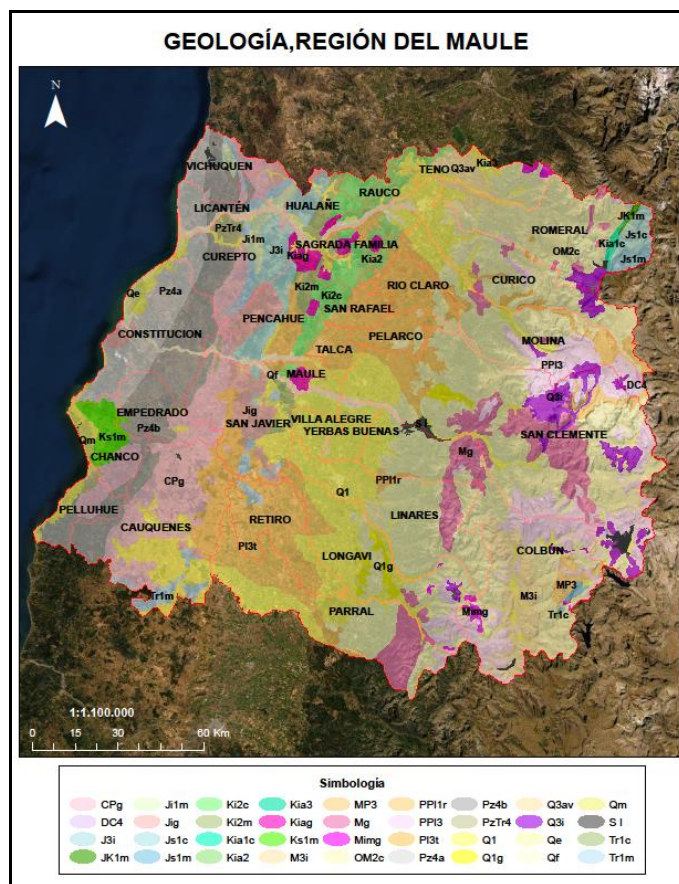 GEOLOGÍA,REGIÓN DEL MAULE
N
VICHUQUEN
TENO Q3av Kia3
RAUCO
LICANTÉN HUALAÑE
JK1m
PzTr4 Ji1m
ROMERAL Js1c
SAGRADA FAMILIA
CUREPTO J3i Kiag Kia2
OM2c Kia1c Js1m
Qe Pz4a
Ki2m Ki2c
RIO CLARO CURICO
SAN RAFAEL
PENCAHUE
CONSTITUCION
PELARCO
MOLINA
TALCA
PPI3
Qf MAULE
DC4
EMPEDRADO Jig
Q3i
Qm Ks1m Pz4b
SAN JAVIER VILLA ALEGRE
YERBAS BUENAS S I
SAN CLEMENTE
CHANCO
Mg
CPg
PPI1r
PELLUHUE
Q1
CAUQUENES RETIRO
LINARES
PI3t
COLBÚN
LONGAVI
Q1g
MP3
Tr1m
PARRAL
Mimg M3i
Tr1c
1:1.100.000
0 15 30 60 Km
Simbología
CPg Ji1m Ki2c Kia3 MP3 PPI1r Pz4b Q3av Qm
DC4 Jig Ki2m Kiag Mg PPI3 PzTr4 Q3i S I
J3i Js1c Kia1c Ks1m Mimg PI3t Q1 Qe Tr1c
JK1m Js1m Kia2 M3i OM2c Pz4a Q1g Qf Tr1m